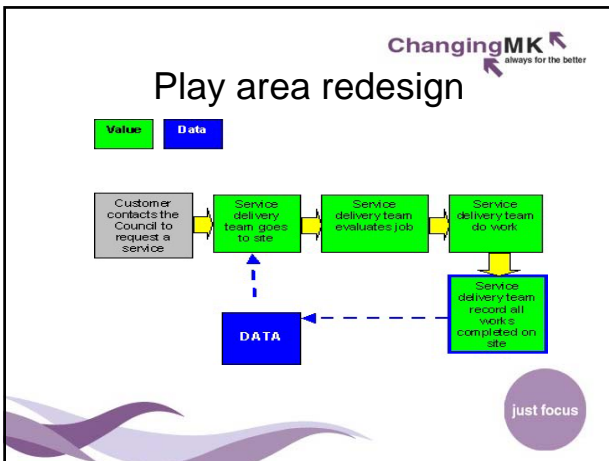 ChangingMK
always for the better
Play area redesign
Value
Data
Customer
contacts the
Council to
request a
service
Service
delivery
team goes
to site
Service
delivery team
evaluates job
Service
delivery team
do work
Service
delivery team
record all
works
completed on
site
DATA
just focus